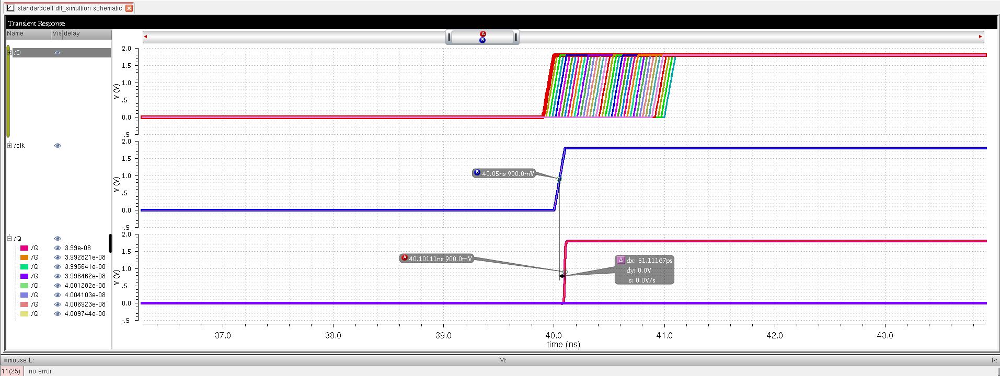 standardcell dff_simultion schematic
Transient Response
Name Vis delay
/D
/clk
/Q
/Q 3.99e-08
/Q 3.992821e-08
/Q 3.995641e-08
/Q 3.998462e-08
/Q 4.001282e-08
/Q 4.004103e-08
/Q 4.006923e-08
/Q 4.009744e-08
A
B
2.0
1.5
1.0
.5
0.0
-.5
V (V)
2.0
1.5
1.0
.5
0.0
-.5
V (V)
B 40.05ns 900.0mV
2.0
1.5
1.0
.5
0.0
-.5
V (V)
A 40.10111ns 900.0mV
Δ dx: 51.11167ps
dy: 0.0V
s: 0.0V/s
37.0 38.0 39.0 40.0 41.0 42.0 43.0
time (ns)
mouse L: M: R:
11(25) no error